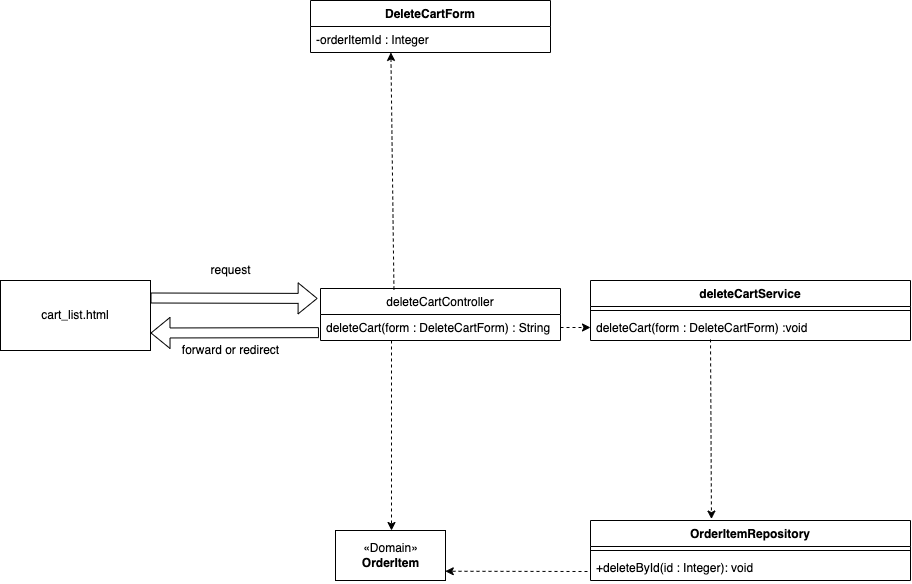 DeleteCartForm
-orderItemId : Integer
request
cart_list.html
forward or redirect
deleteCartController
deleteCart(form : DeleteCartForm) : String
deleteCartService
deleteCart(form : DeleteCartForm) :void
«Domain»
OrderItem
OrderItemRepository
+deleteById(id : Integer): void